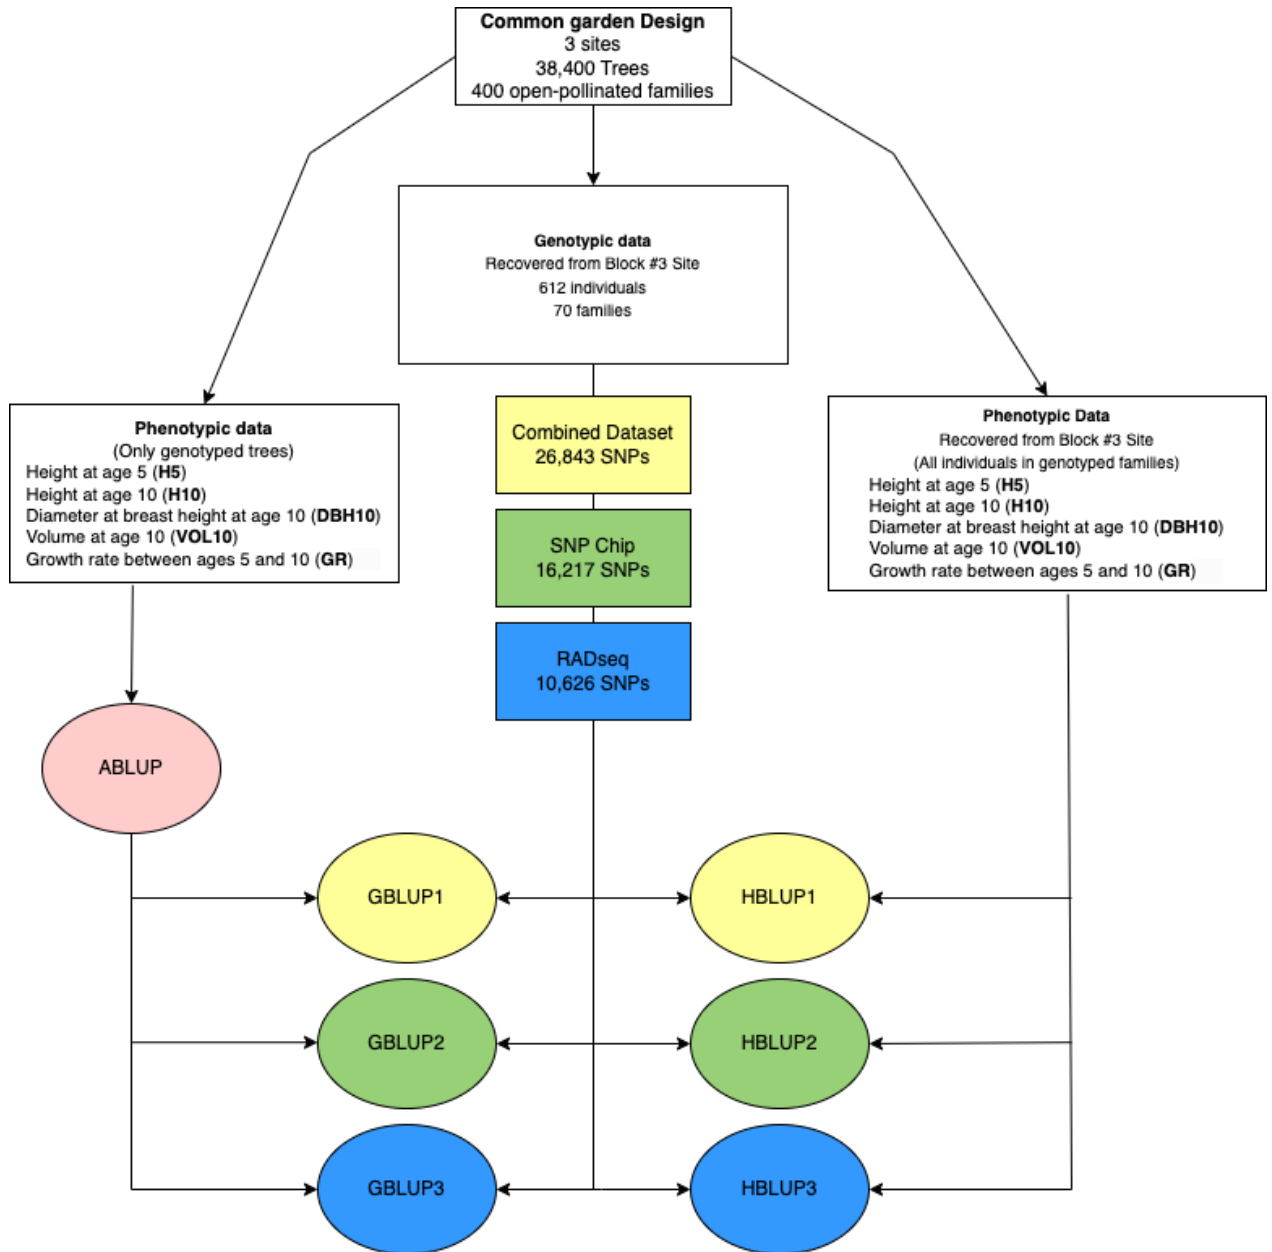 Common garden Design
3 sites
38,400 Trees
400 open-pollinated families
Genotypic data
Recovered from Block #3 Site
612 individuals
70 families
Phenotypic data
(Only genotyped trees)
Height at age 5 (H5)
Height at age 10 (H10)
Diameter at breast height at age 10 (DBH10)
Volume at age 10 (VOL10)
Growth rate between ages 5 and 10 (GR)
Combined Dataset
26,843 SNPs
SNP Chip
16,217 SNPs
RADseq
10,626 SNPs
Phenotypic Data
Recovered from Block #3 Site
(All individuals in genotyped families)
Height at age 5 (H5)
Height at age 10 (H10)
Diameter at breast height at age 10 (DBH10)
Volume at age 10 (VOL10)
Growth rate between ages 5 and 10 (GR)
ABLUP
GBLUP1
HBLUP1
GBLUP2
HBLUP2
GBLUP3
HBLUP3